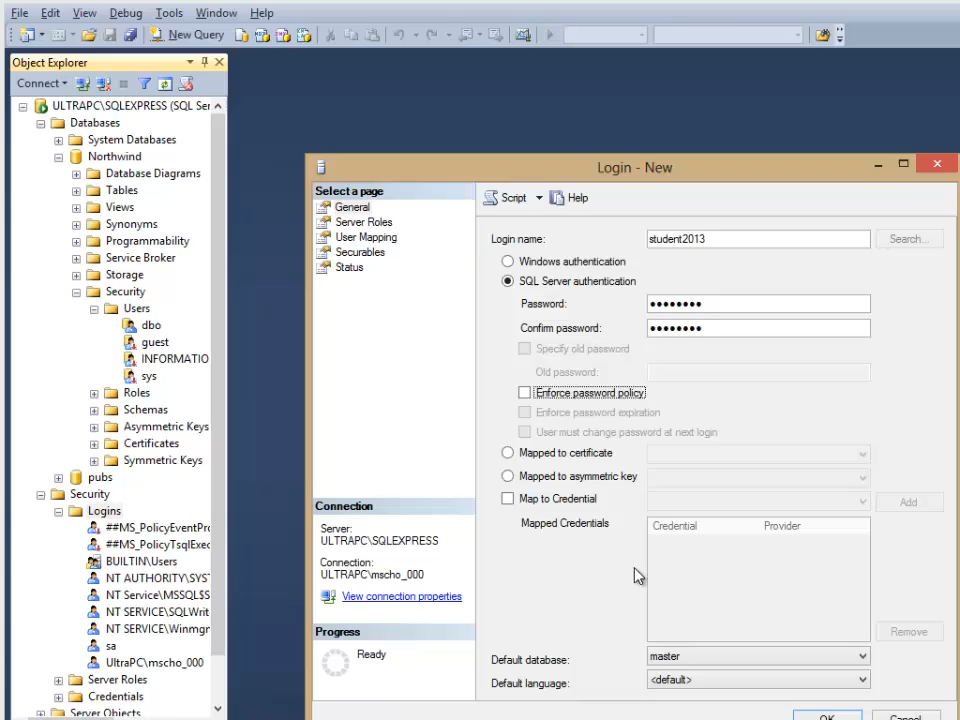 File Edit View Debug Tools Window Help
New Query
Object Explorer
Connect
ULTRAPC\SQLEXPRESS (SQL Ser
Databases
System Databases
Northwind
Database Diagrams
Tables
Views
Synonyms
Programmability
Service Broker
Storage
Security
Users
dbo
guest
INFORMATIO
sys
Roles
Schemas
Asymmetric Keys
Certificates
Symmetric Keys
pubs
Security
Logins
##MS_PolicyEventPro
##MS_PolicyTsqlExec
BUILTIN\Users
NT AUTHORITY\SYST
NT Service\MSSQL$S
NT SERVICE\SQLWrit
NT SERVICE\Winmgm
sa
UltraPC\mscho_000
Server Roles
Credentials
Server Objects
Login - New
Select a page
General
Server Roles
User Mapping
Securables
Status
Connection
Server:
ULTRAPC\SQLEXPRESS
Connection:
ULTRAPC\mscho_000
View connection properties
Progress
Ready
Script Help
Login name: student2013 Search...
Windows authentication
SQL Server authentication
Password: ●●●●●●●●
Confirm password: ●●●●●●●●
Specify old password
Old password:
Enforce password policy
Enforce password expiration
User must change password at next login
Mapped to certificate
Mapped to asymmetric key
Map to Credential Add
Mapped Credentials Credential Provider
Remove
Default database: master
Default language: <default>
OK Cancel